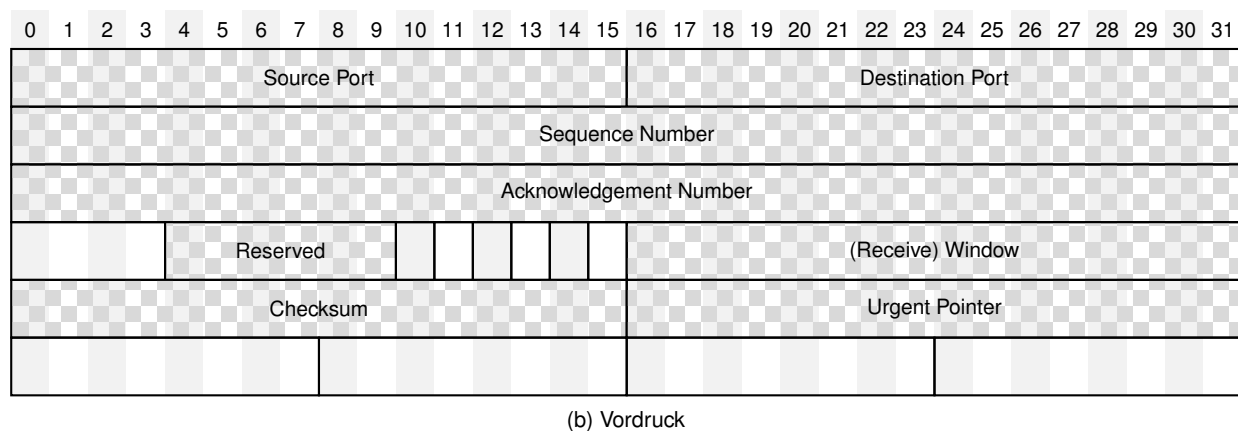 0 1 2 3 4 5 6 7 8 9 10 11 12 13 14 15 16 17 18 19 20 21 22 23 24 25 26 27 28 29 30 31
Source Port Destination Port
Sequence Number
Acknowledgement Number
Reserved (Receive) Window
Checksum Urgent Pointer
(b) Vordruck